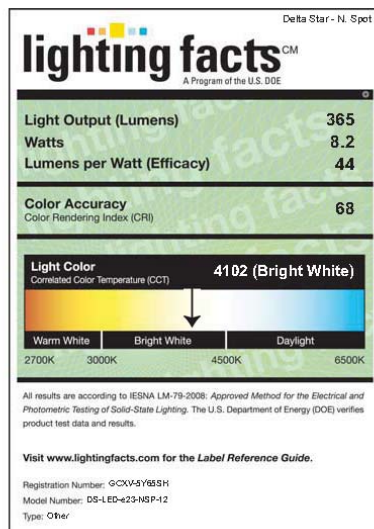 Delta Star - N. Spot
lighting facts CM
A Program of the U.S. DOE
Light Output (Lumens) 365
Watts 8.2
Lumens per Watt (Efficacy) 44
Color Accuracy 68
Color Rendering Index (CRI)
Light Color 4102 (Bright White)
Correlated Color Temperature (CCT)
Warm White Bright White Daylight
2700K 3000K 4500K 6500K
All results are according to IESNA LM-79-2008: Approved Method for the Electrical and
Photometric Testing of Solid-State Lighting. The U.S. Department of Energy (DOE) verifies
product test data and results.
Visit www.lightingfacts.com for the Label Reference Guide.
Registration Number: GCXV-5Y65SH
Model Number: DS-LED-e23-NSP-12
Type: Other